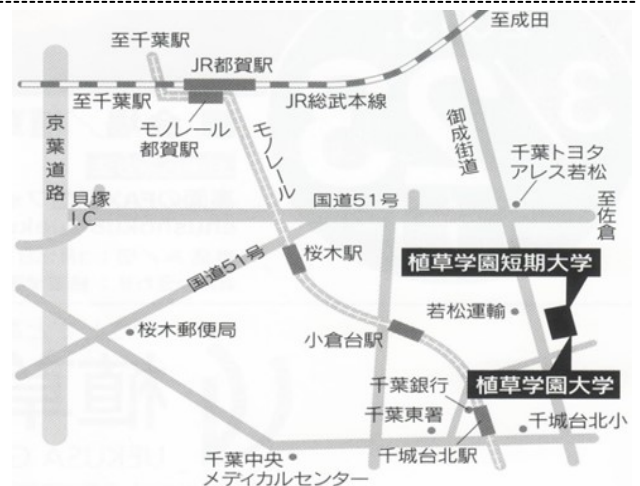 至成田
至千葉駅
JR都賀駅
至千葉駅
JR総武本線
モノレール
都賀駅
京葉道路
モノレール
御成街道
千葉トヨタ
アレス若松
貝塚
I.C
国道51号
至佐倉
桜木駅
国道51号
植草学園短期大学
若松運輸
桜木郵便局
小倉台駅
植草学園大学
千葉銀行
千葉東署
千城台北小
千城台北駅
千葉中央
メディカルセンター